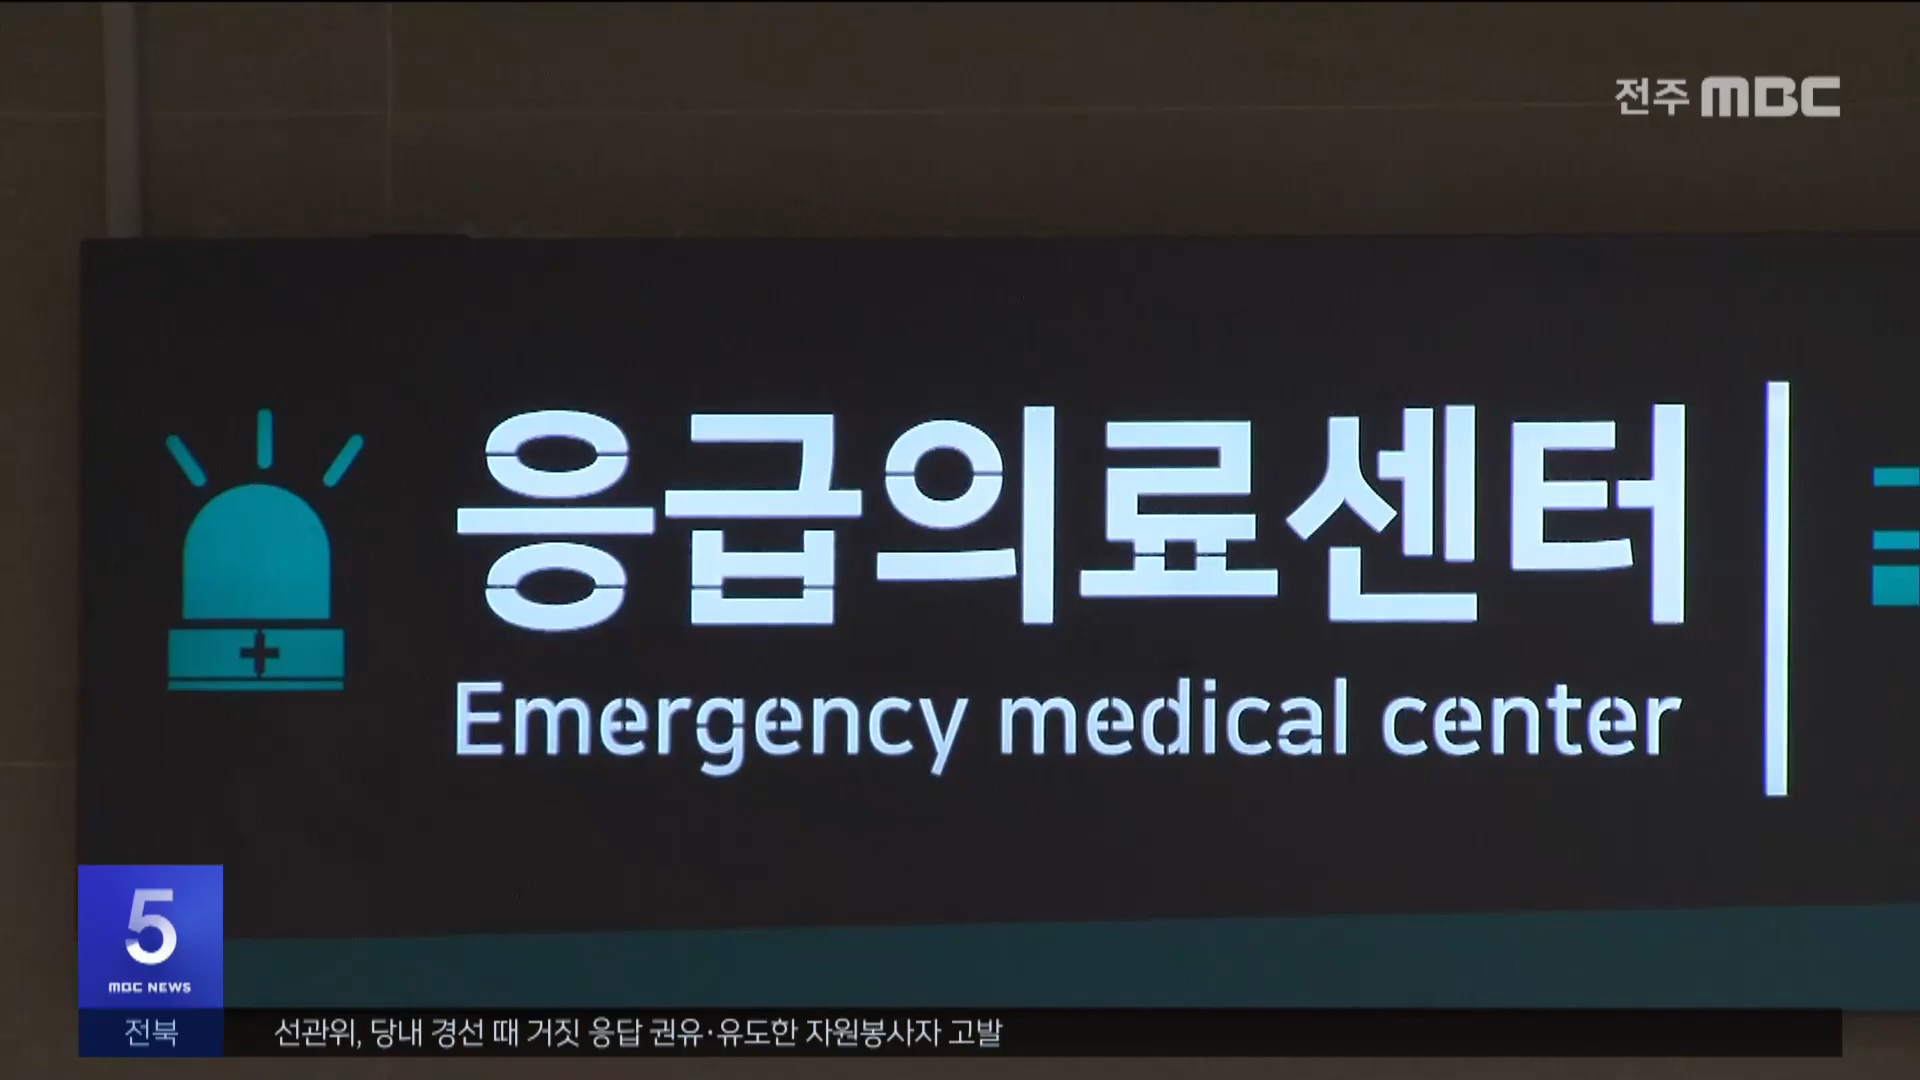 전주 MBC
응급의료센터
Emergency medical center
5
MBC NEWS
전북
선관위, 당내 경선 때 거짓 응답 권유·유도한 자원봉사자 고발